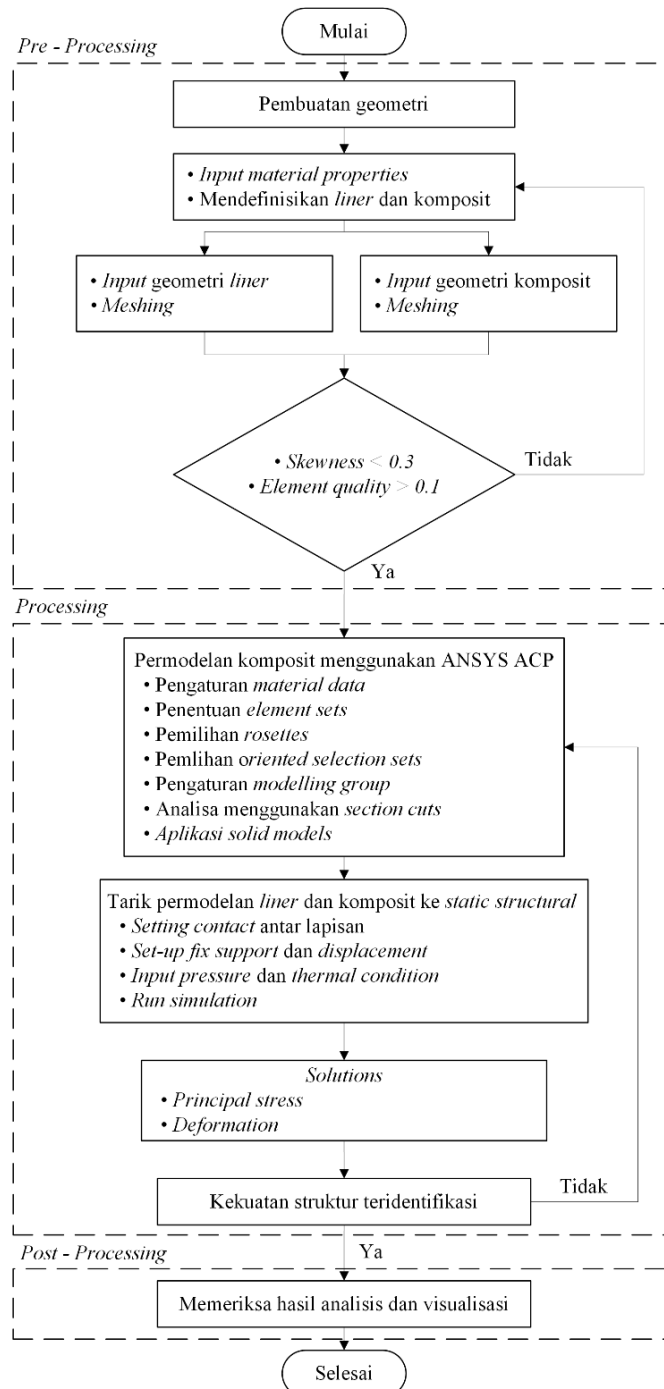 Mulai
Pre - Processing
Pembuatan geometri
• Input material properties
• Mendefinisikan liner dan komposit
• Input geometri liner
• Meshing
• Input geometri komposit
• Meshing
• Skewness < 0.3
• Element quality > 0.1
Tidak
Ya
Processing
Permodelan komposit menggunakan ANSYS ACP
• Pengaturan material data
• Penentuan element sets
• Pemilihan rosettes
• Pemlihan oriented selection sets
• Pengaturan modelling group
• Analisa menggunakan section cuts
• Aplikasi solid models
Tarik permodelan liner dan komposit ke static structural
• Setting contact antar lapisan
• Set-up fix support dan displacement
• Input pressure dan thermal condition
• Run simulation
Solutions
• Principal stress
• Deformation
Kekuatan struktur teridentifikasi
Tidak
Ya
Post - Processing
Memeriksa hasil analisis dan visualisasi
Selesai